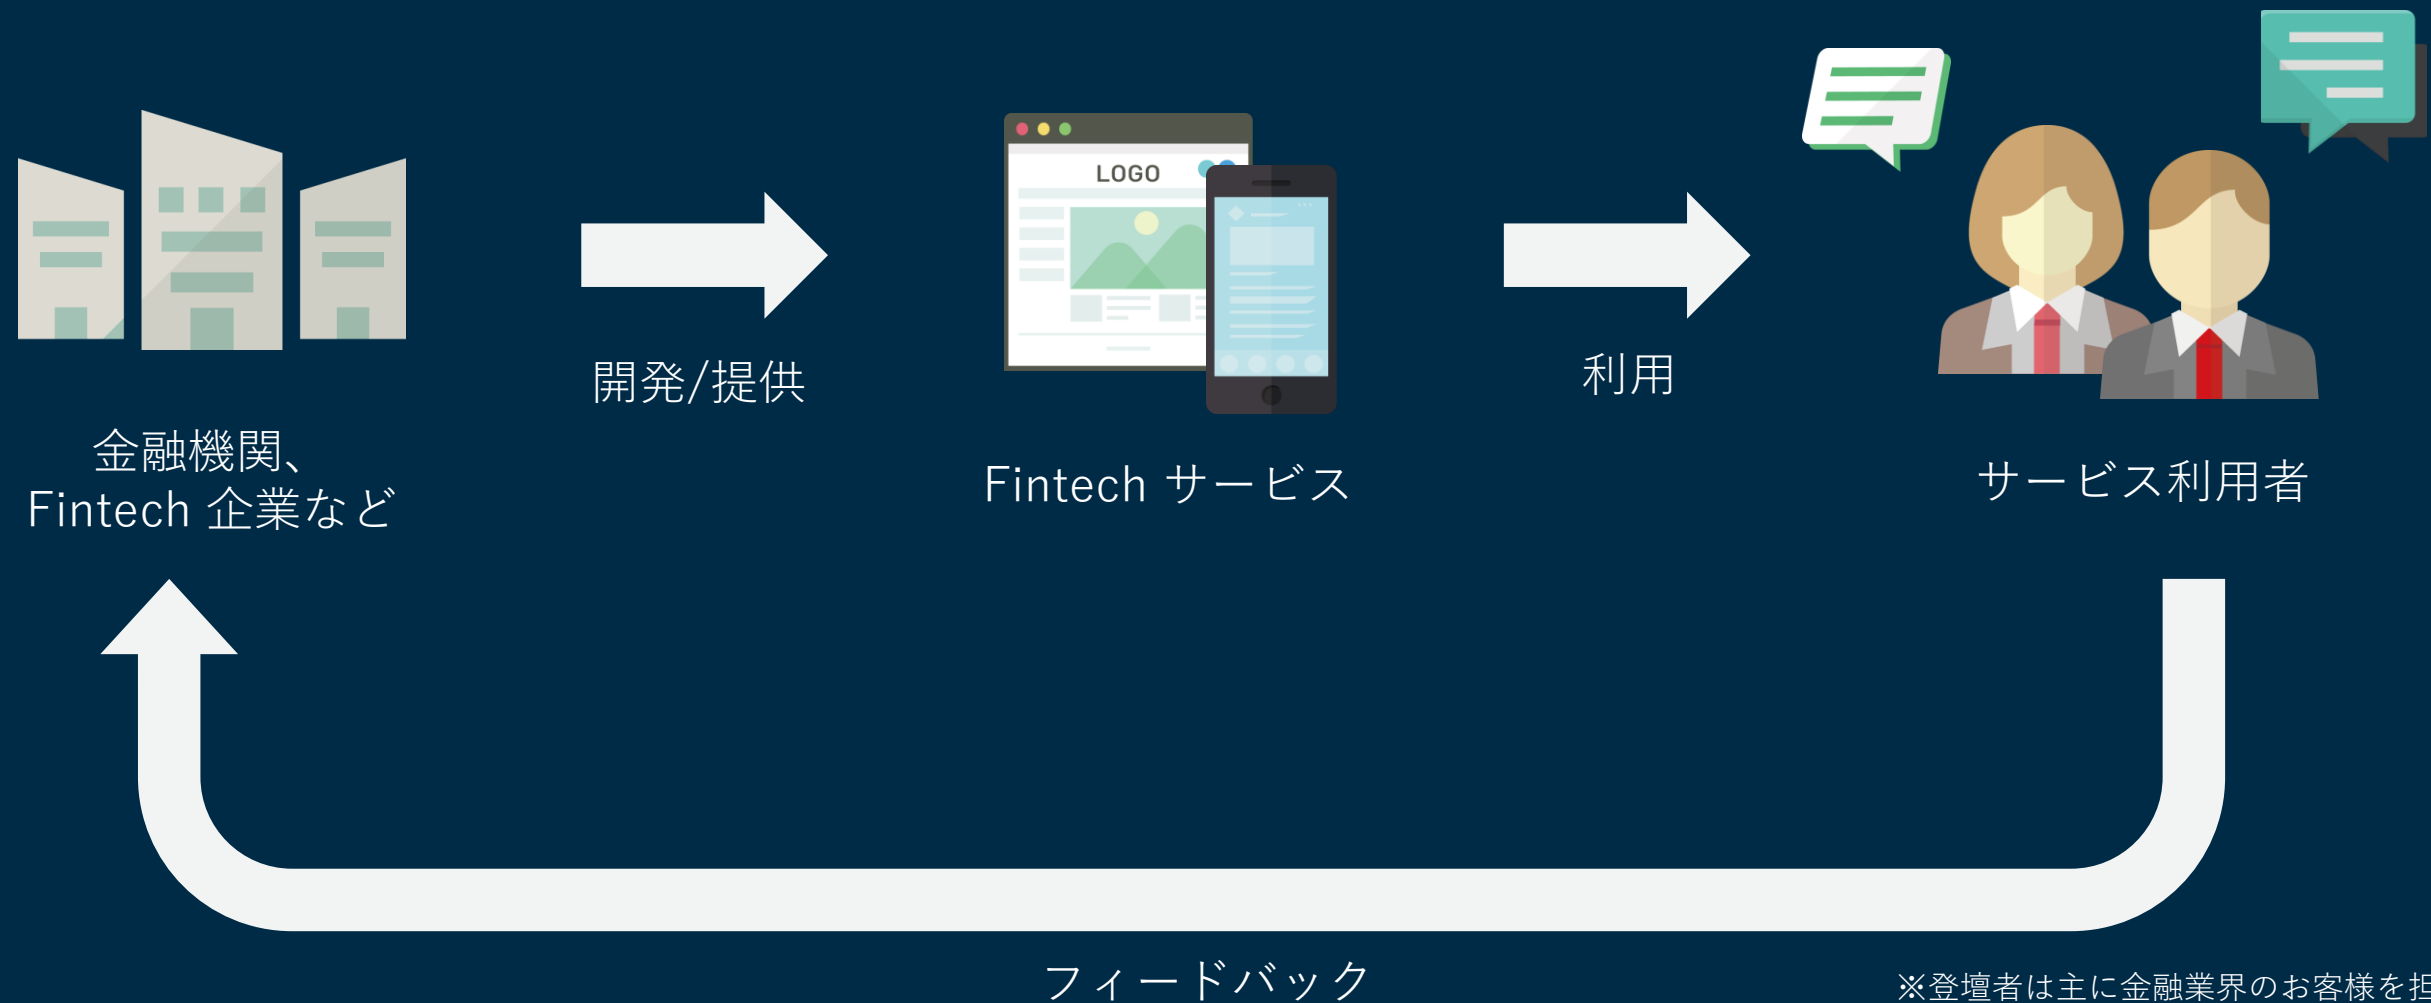 LOGO
開発/提供
利用
金融機関、
Fintech 企業など
Fintech サービス
サービス利用者
フィードバック
※登壇者は主に金融業界のお客様を担